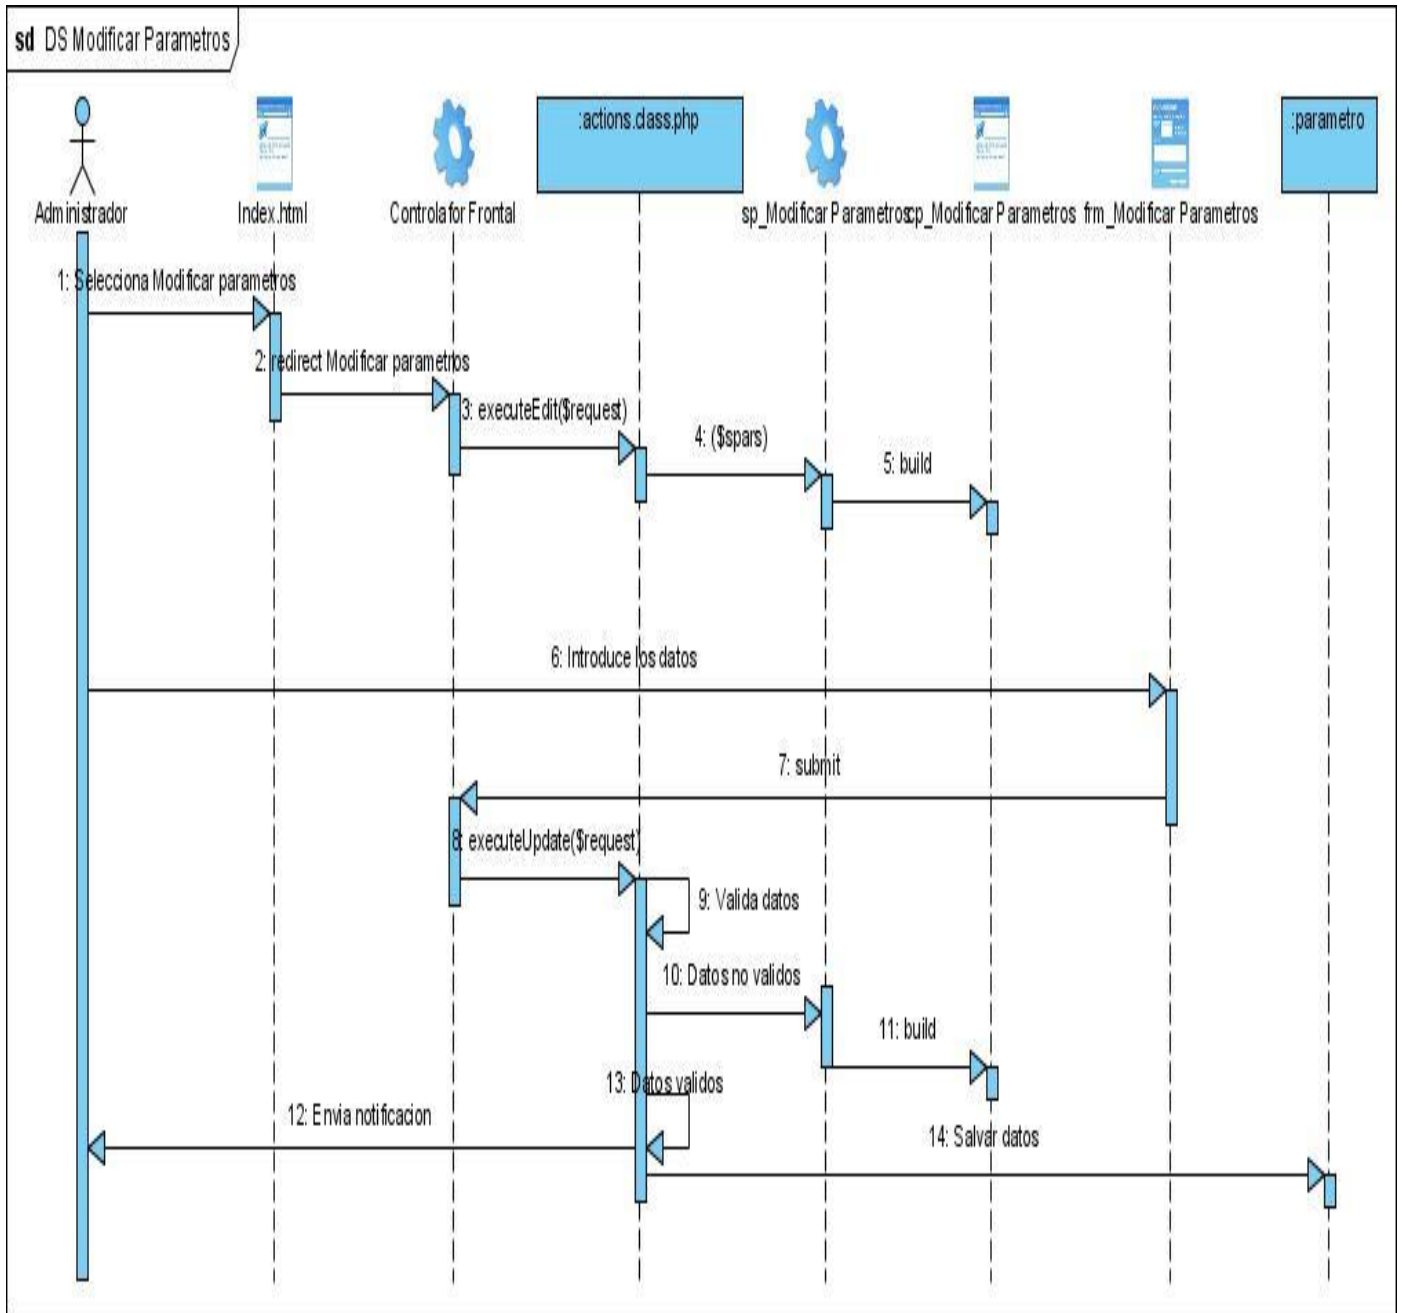 sd DS Modificar Parametros
:actions.class.php
:parametro
Administrador
Index.html
Controlafor Frontal
sp_Modificar Parametros
cp_Modificar Parametros
frm_Modificar Parametros
1: Selecciona Modificar parametros
2: redirect Modificar parametros
3: executeEdit($request)
4: ($spars)
5: build
6: Introduce los datos
7: submit
8: executeUpdate($request)
9: Valida datos
10: Datos no validos
11: build
13: Datos validos
12: Envia notificacion
14: Salvar datos